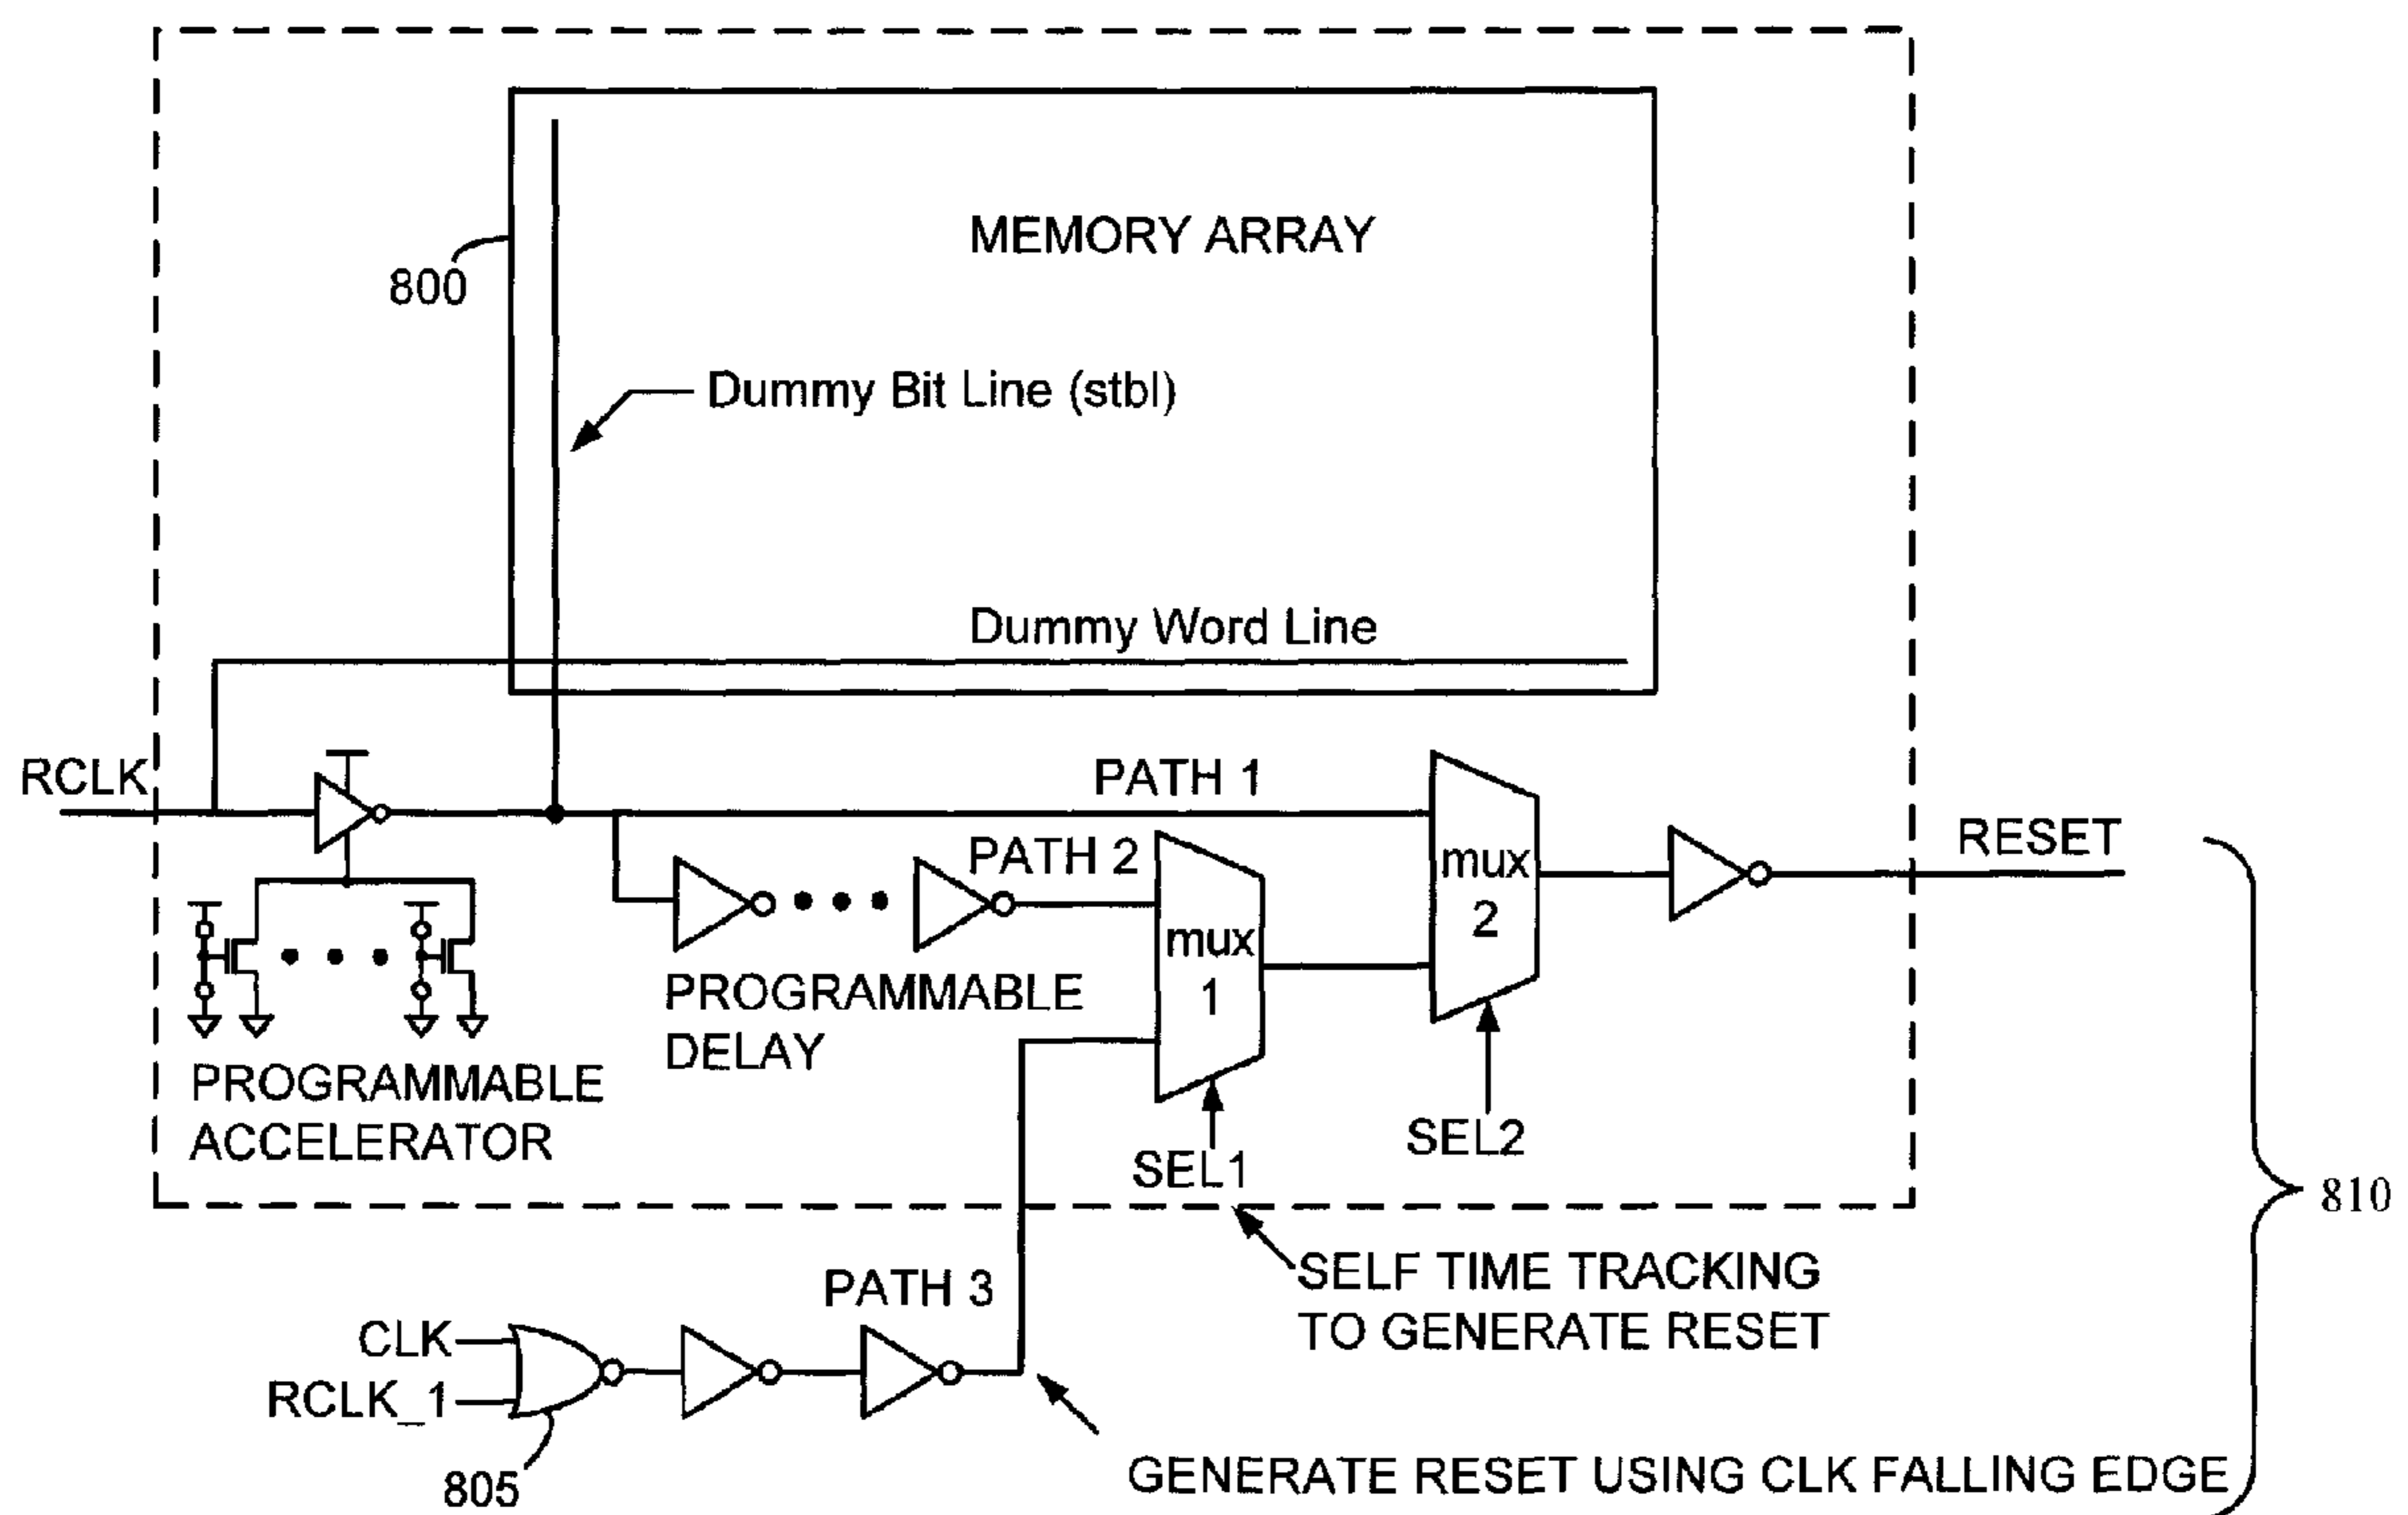 MEMORY ARRAY
800
Dummy Bit Line (stbl)
Dummy Word Line
RCLK
PATH 1
RESET
PATH 2
mux
2
mux
1
PROGRAMMABLE
DELAY
PROGRAMMABLE
ACCELERATOR
SEL2
SEL1
810
SELF TIME TRACKING
TO GENERATE RESET
PATH 3
CLK
RCLK_1
805
GENERATE RESET USING CLK FALLING EDGE